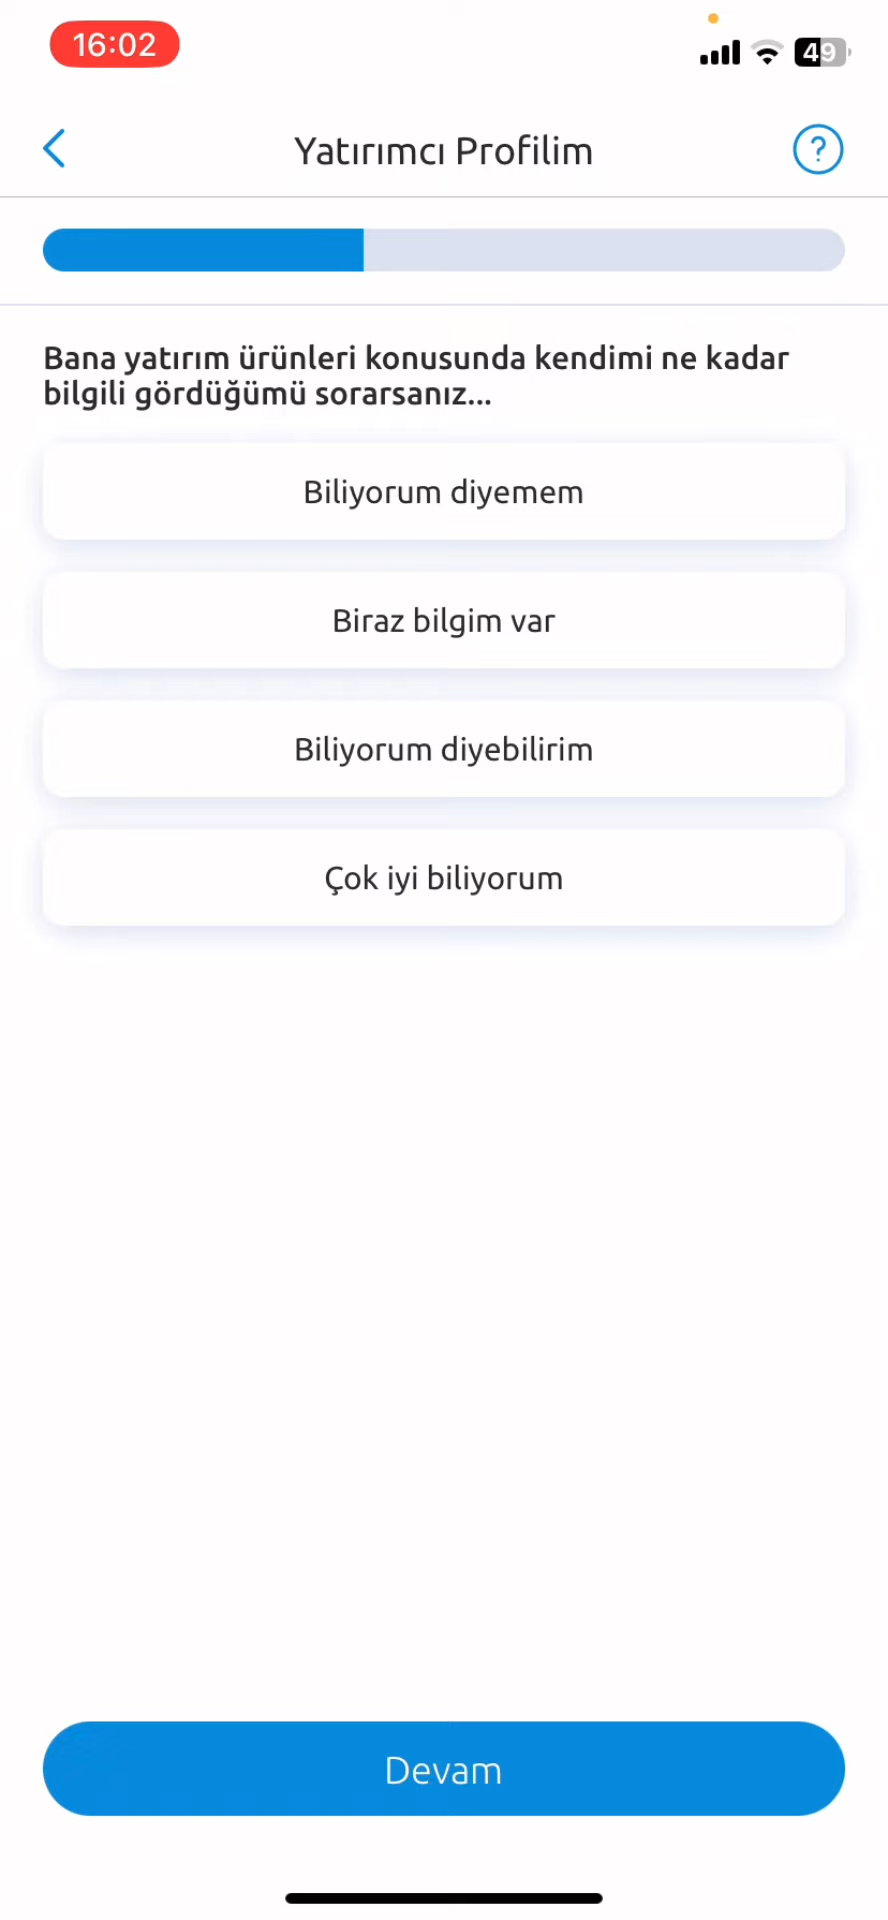 16:02
49
Yatırımcı Profilim
?
Bana yatırım ürünleri konusunda kendimi ne kadar
bilgili gördüğümü sorarsanız...
Biliyorum diyemem
Biraz bilgim var
Biliyorum diyebilirim
Çok iyi biliyorum
Devam